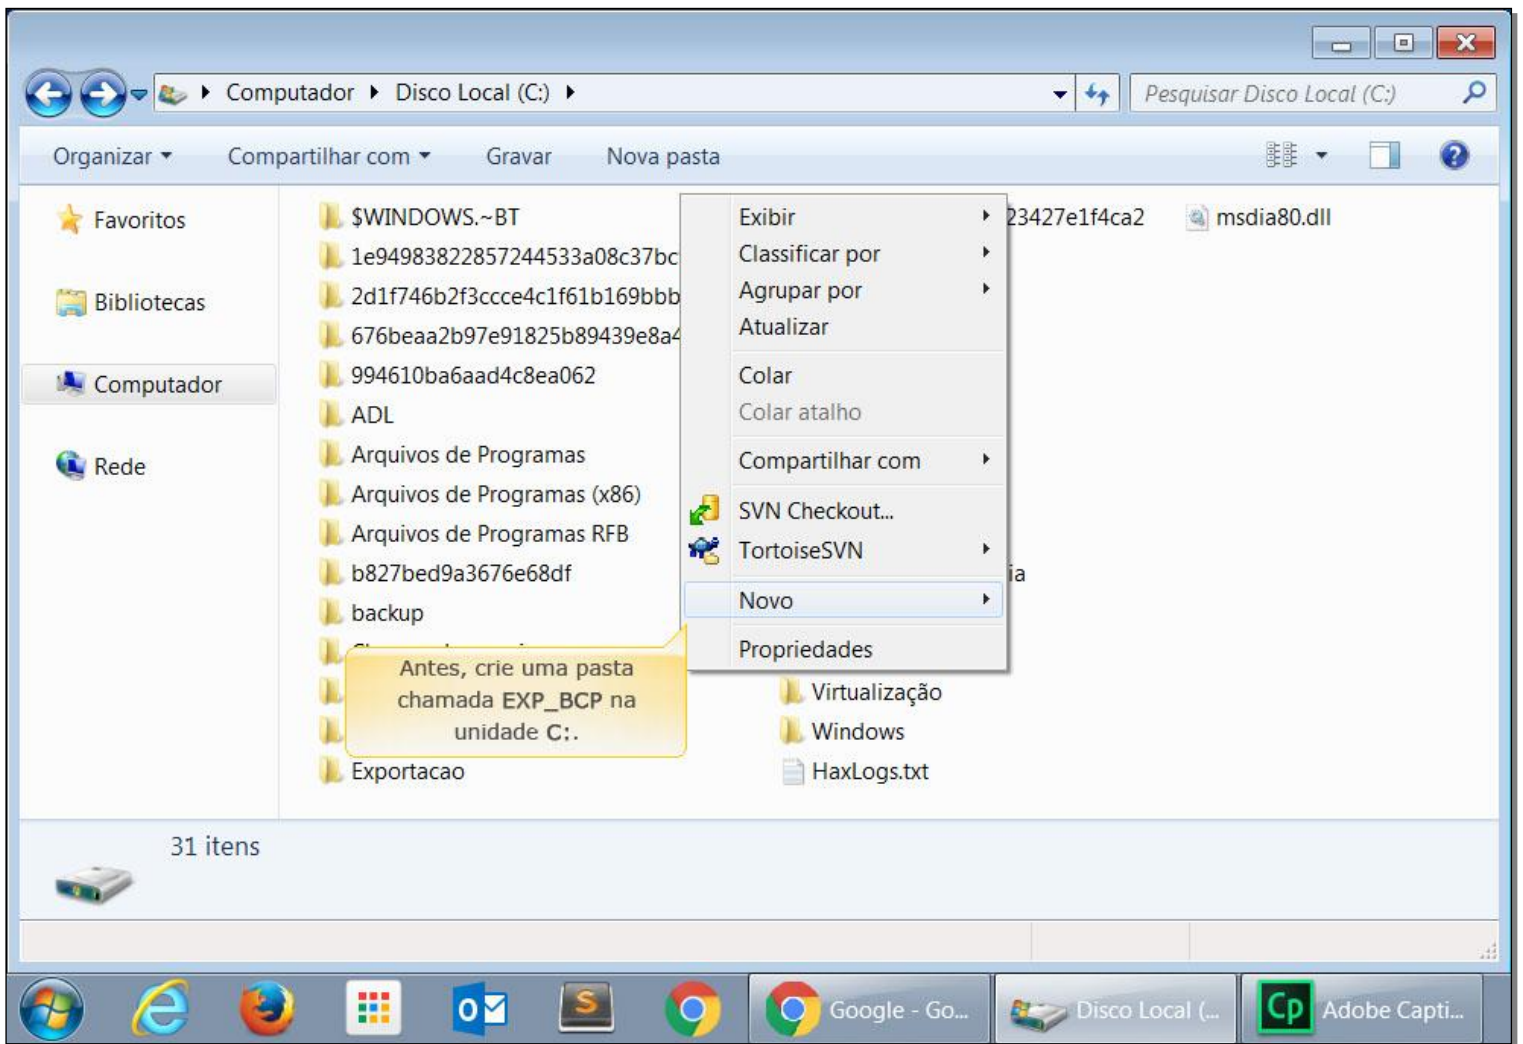 Computador
Disco Local (C:)
Pesquisar Disco Local (C:)
Organizar
Compartilhar com
Gravar
Nova pasta
Favoritos
Bibliotecas
Computador
Rede
$WINDOWS.~BT
1e94983822857244533a08c37bc
2d1f746b2f3ccce4c1f61b169bbb
676beaa2b97e91825b89439e8a4
994610ba6aad4c8ea062
ADL
Arquivos de Programas
Arquivos de Programas (x86)
Arquivos de Programas RFB
b827bed9a3676e68df
backup
Exportacao
Antes, crie uma pasta
chamada EXP_BCP na
unidade C:.
Exibir
Classificar por
Agrupar por
Atualizar
Colar
Colar atalho
Compartilhar com
SVN Checkout...
TortoiseSVN
Novo
Propriedades
23427e1f4ca2
ia
Virtualização
Windows
HaxLogs.txt
msdia80.dll
31 itens
Google - Go...
Disco Local (...
Cp
Adobe Capti...